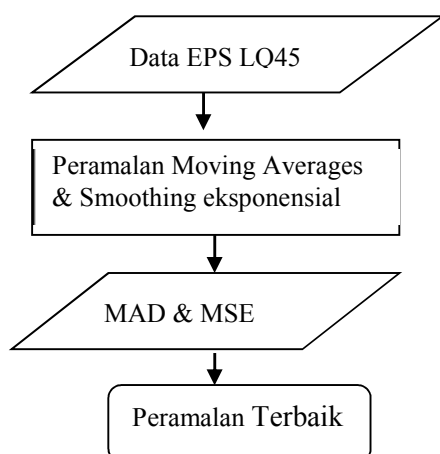 Data EPS LQ45
Peramalan Moving Averages
& Smoothing eksponensial
MAD & MSE
Peramalan Terbaik